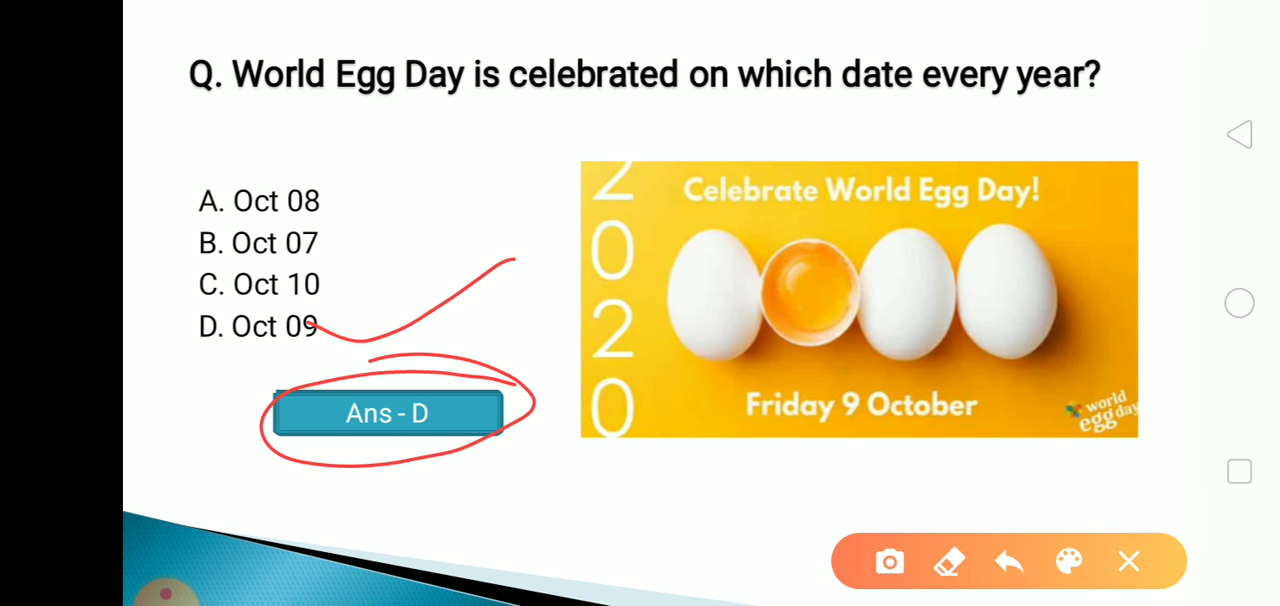 Q. World Egg Day is celebrated on which date every year?
A. Oct 08
B. Oct 07
C. Oct 10
D. Oct 09
Ans - D
2020
Celebrate World Egg Day!
Friday 9 October
world
egg day